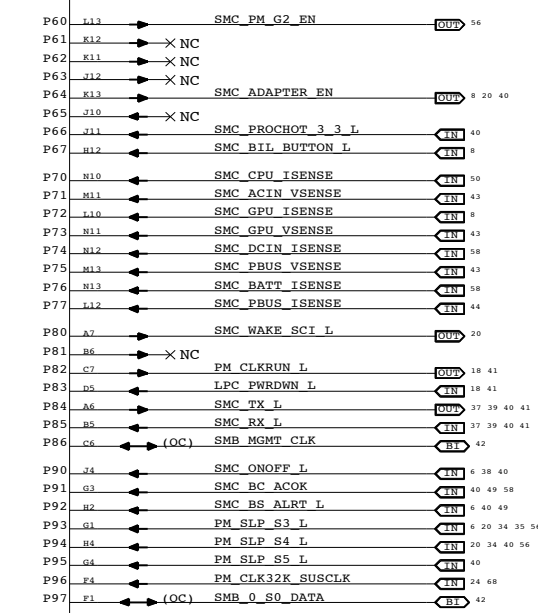 P60 L13 SMC_PM_G2_EN OUT 56
P61 K12 NC
P62 K11 NC
P63 J12 NC
P64 K13 SMC_ADAPTER_EN OUT 8 20 40
P65 J10 NC
P66 J11 SMC_PROCHOT_3_3_L IN 40
P67 H12 SMC_BIL_BUTTON_L IN 8
P70 N10 SMC_CPU_ISENSE IN 50
P71 M11 SMC_ACIN_VSENSE IN 43
P72 L10 SMC_GPU_ISENSE IN 8
P73 N11 SMC_GPU_VSENSE IN 43
P74 N12 SMC_DCIN_ISENSE IN 58
P75 M13 SMC_PBUS_VSENSE IN 43
P76 N13 SMC_BATT_ISENSE IN 58
P77 L12 SMC_PBUS_ISENSE IN 44
P80 A7 SMC_WAKE_SCI_L OUT 20
P81 B6 NC
P82 C7 PM_CLKRUN_L OUT 18 41
P83 D5 LPC_PWRDWN_L IN 18 41
P84 A6 SMC_TX_L OUT 37 39 40 41
P85 B5 SMC_RX_L IN 37 39 40 41
P86 C6 (OC) SMB_MGMT_CLK BI 42
P90 J4 SMC_ONOFF_L IN 6 38 40
P91 G3 SMC_BC_ACOK IN 40 49 58
P92 H2 SMC_BS_ALRT_L IN 6 40 49
P93 G1 PM_SLP_S3_L IN 6 20 34 35 56
P94 H4 PM_SLP_S4_L IN 20 34 40 56
P95 G4 PM_SLP_S5_L IN 40
P96 F4 PM_CLK32K_SUSCLK IN 24 68
P97 F1 (OC) SMB_0_S0_DATA BI 42